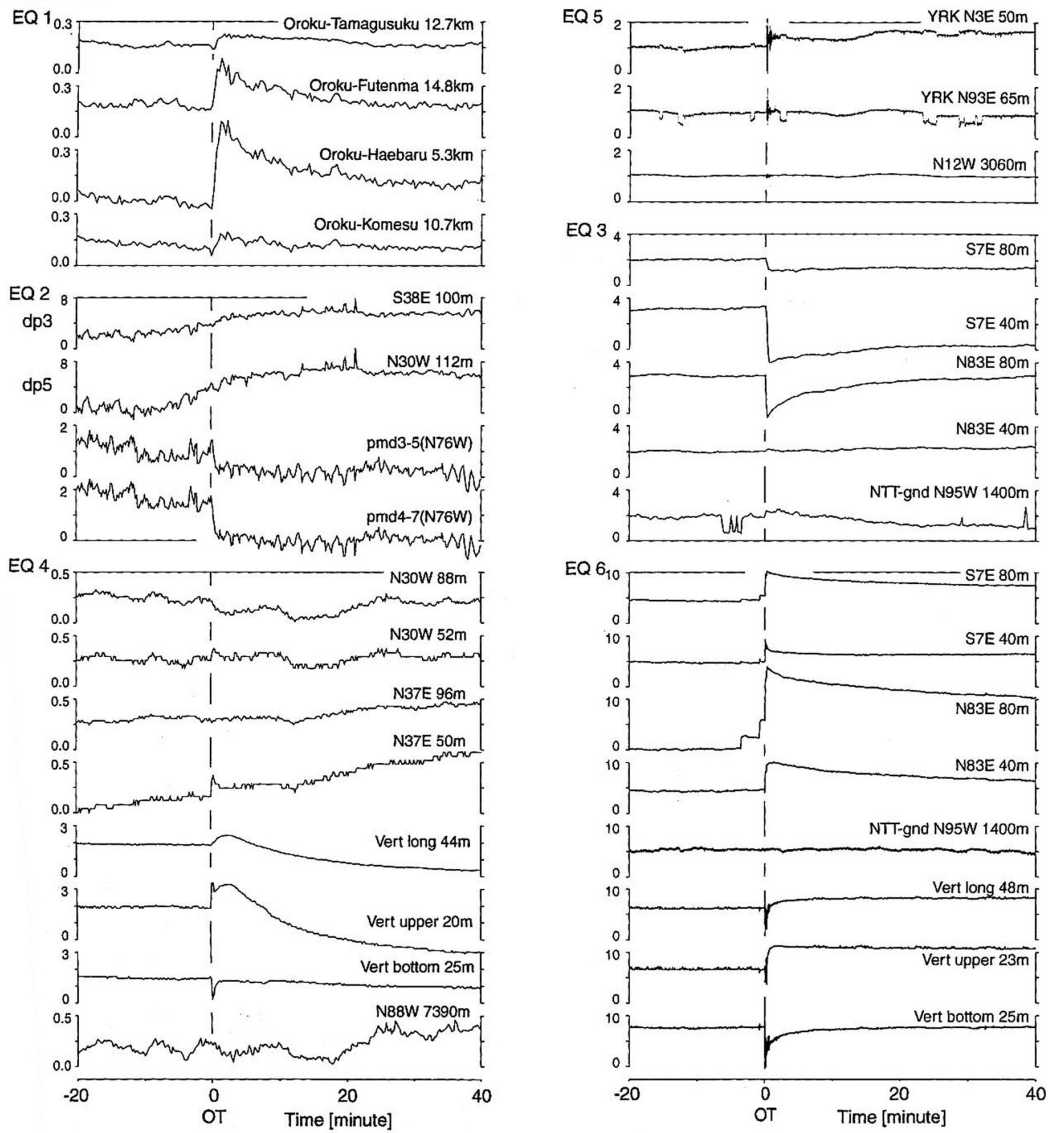 EQ 1
0.3
Oroku-Tamagusuku 12.7km
0.0
0.3
Oroku-Futenma 14.8km
0.0
0.3
Oroku-Haebaru 5.3km
0.0
0.3
Oroku-Komesu 10.7km
0.0
EQ 2
8
S38E 100m
dp3
0
8
N30W 112m
dp5
0
2
pmd3-5(N76W)
0
2
pmd4-7(N76W)
0
EQ 4
0.5
N30W 88m
0.0
0.5
N30W 52m
0.0
N37E 96m
0.0
N37E 50m
0.5
0.0
3
Vert long 44m
0
3
Vert upper 20m
0
3
Vert bottom 25m
0
N88W 7390m
0.5
0.0
-20
0
20
40
OT
Time [minute]
EQ 5
2
YRK N3E 50m
0
2
YRK N93E 65m
0
2
N12W 3060m
0
EQ 3
4
S7E 80m
0
4
S7E 40m
0
4
N83E 80m
0
4
N83E 40m
0
4
NTT-gnd N95W 1400m
0
EQ 6
10
S7E 80m
0
10
S7E 40m
0
10
N83E 80m
0
10
N83E 40m
0
10
NTT-gnd N95W 1400m
0
10
Vert long 48m
0
10
Vert upper 23m
0
10
Vert bottom 25m
0
-20
0
20
40
OT
Time [minute]